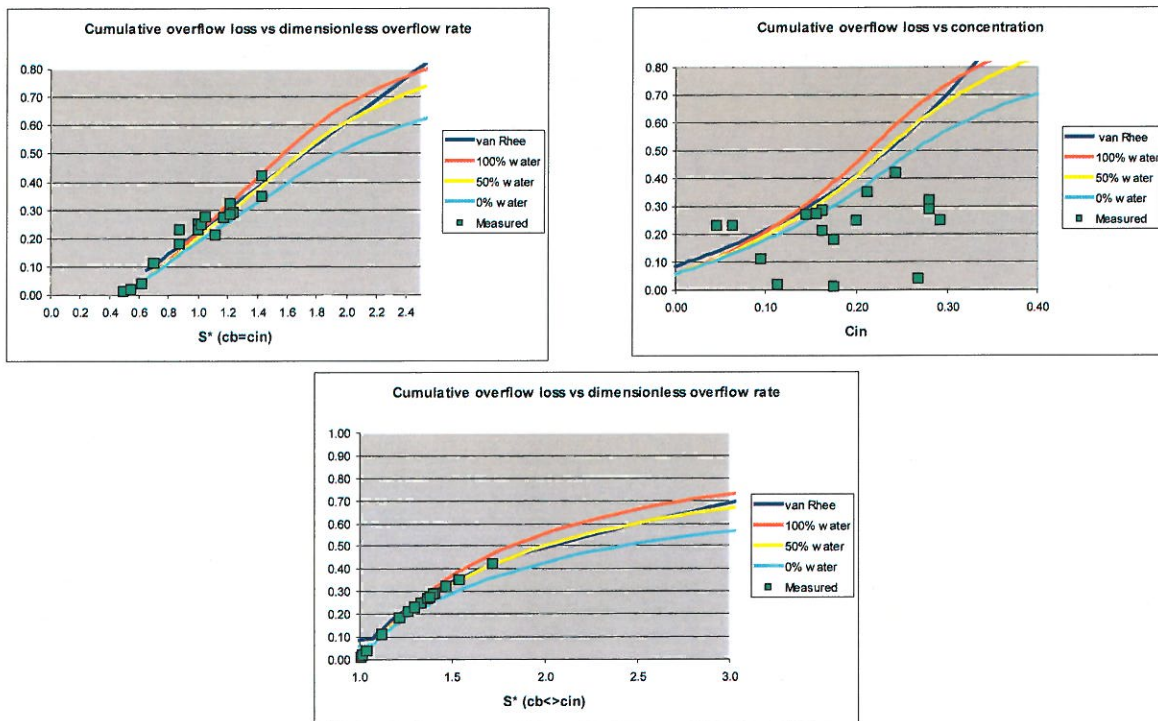 Cumulative overflow loss vs dimensionless overflow rate
0.80
0.70
0.60
0.50
0.40
0.30
0.20
0.10
0.00
0.0 0.2 0.4 0.6 0.8 1.0 1.2 1.4 1.6 1.8 2.0 2.2 2.4
S* (cb=cin)
van Rhee
100% water
50% water
0% water
Measured
Cumulative overflow loss vs concentration
0.80
0.70
0.60
0.50
0.40
0.30
0.20
0.10
0.00
0.00 0.10 0.20 0.30 0.40
Cin
van Rhee
100% water
50% water
0% water
Measured
Cumulative overflow loss vs dimensionless overflow rate
1.00
0.90
0.80
0.70
0.60
0.50
0.40
0.30
0.20
0.10
0.00
1.0 1.5 2.0 2.5 3.0
S* (cb<>cin)
van Rhee
100% water
50% water
0% water
Measured